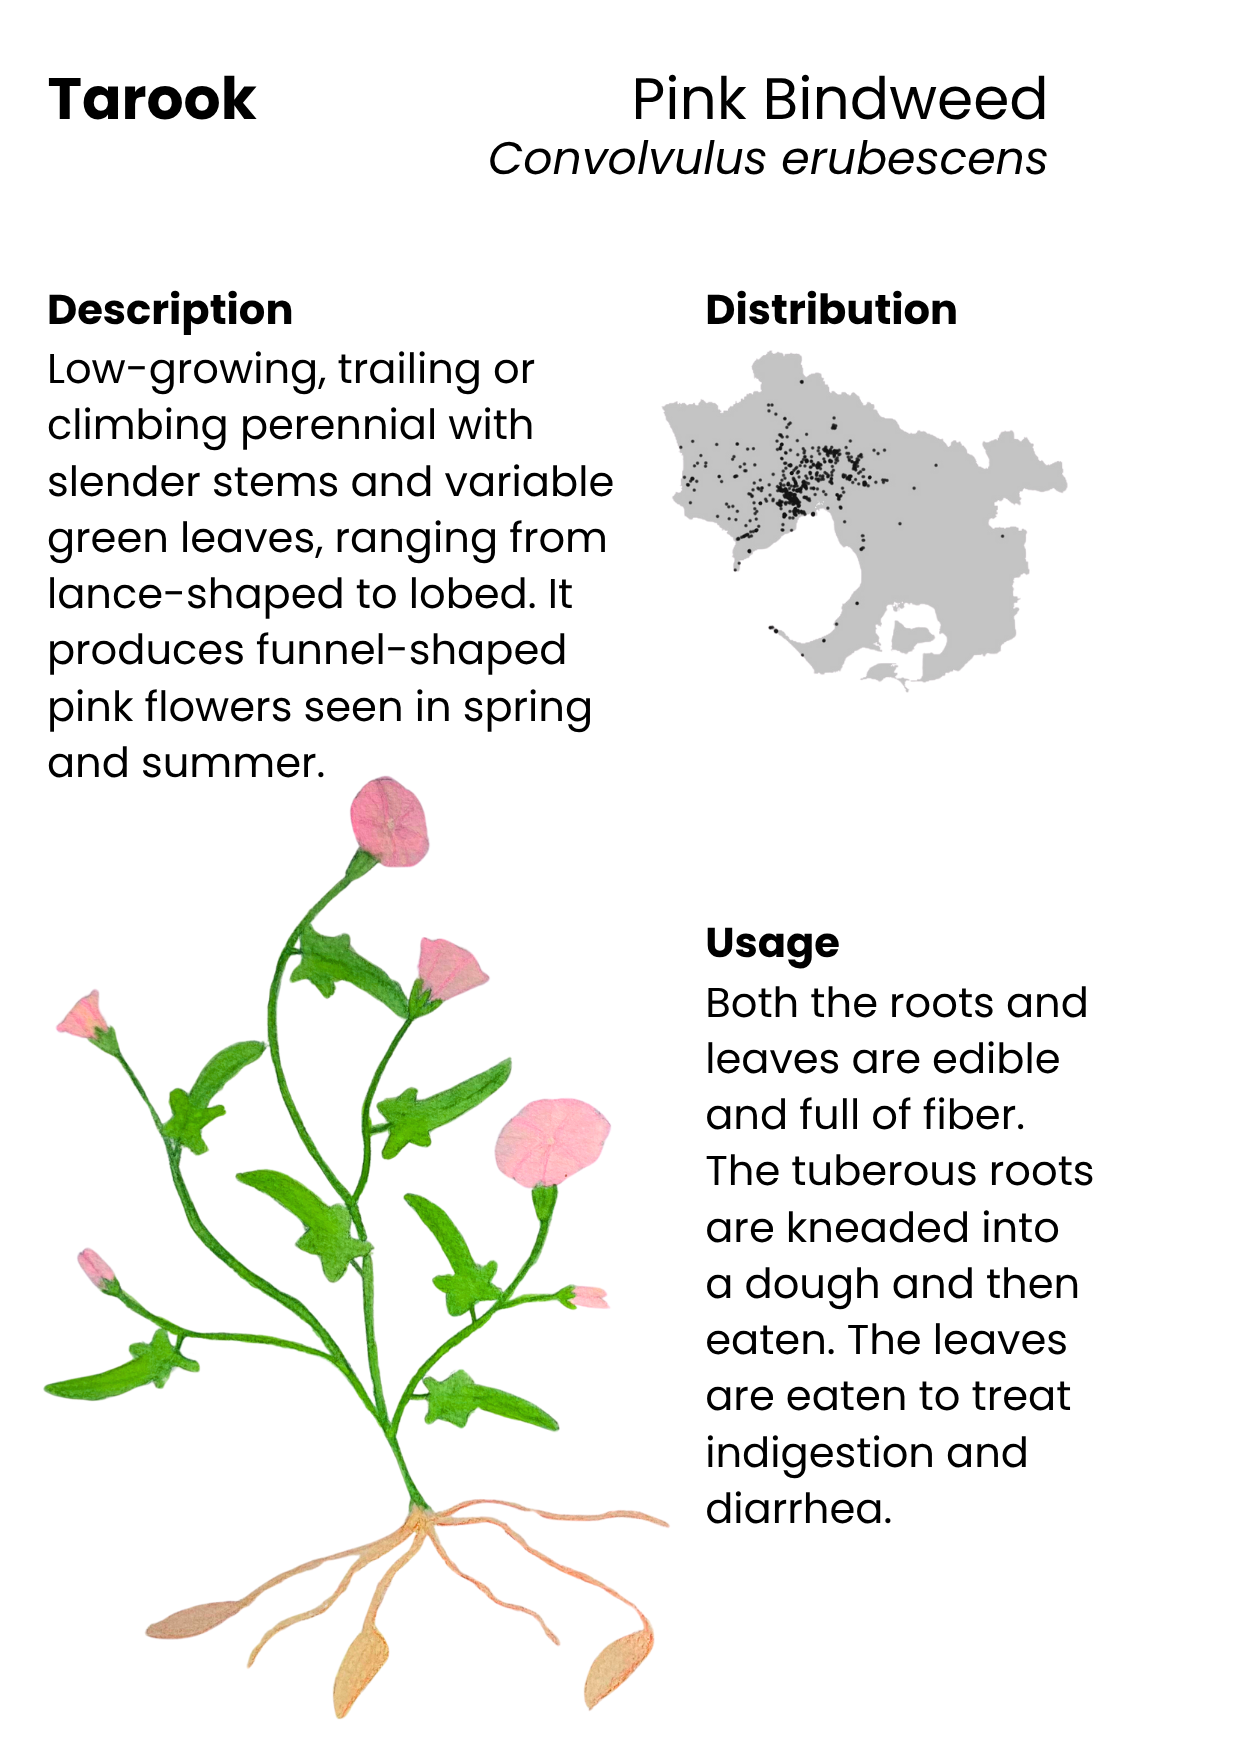 Tarook
Pink Bindweed
Convolvulus erubescens
Description
Low-growing, trailing or
climbing perennial with
slender stems and variable
green leaves, ranging from
lance-shaped to lobed. It
produces funnel-shaped
pink flowers seen in spring
and summer.
Distribution
Usage
Both the roots and
leaves are edible
and full of fiber.
The tuberous roots
are kneaded into
a dough and then
eaten. The leaves
are eaten to treat
indigestion and
diarrhea.